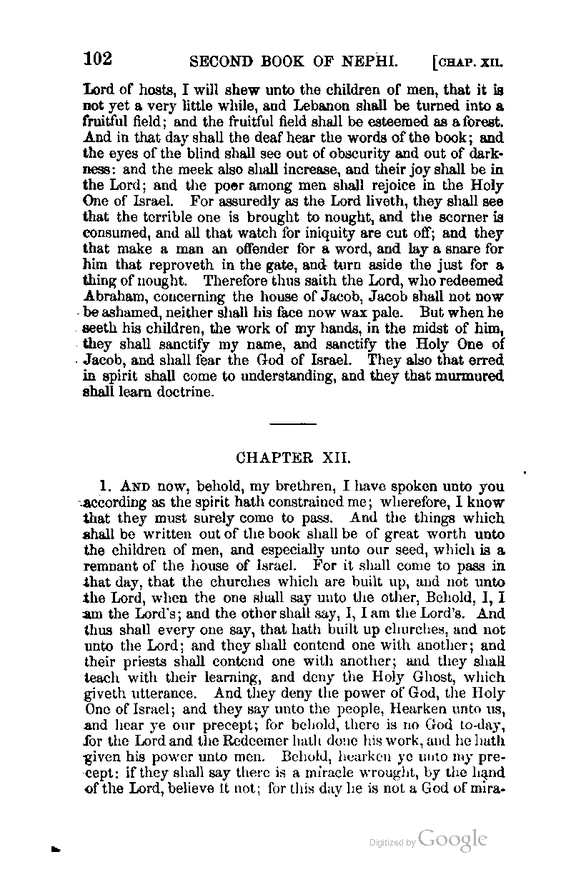 102 SECOND BOOK OF NEPHI. [CHAP. XII.
Lord of hosts, I will shew unto the children of men, that it is
not yet a very little while, and Lebanon shall be turned into a
fruitful field; and the fruitful field shall be esteemed as a forest.
And in that day shall the deaf hear the words of the book; and
the eyes of the blind shall see out of obscurity and out of dark-
ness: and the meek also shall increase, and their joy shall be in
the Lord; and the poor among men shall rejoice in the Holy
One of Israel. For assuredly as the Lord liveth, they shall see
that the terrible one is brought to nought, and the scorner is
consumed, and all that watch for iniquity are cut off; and they
that make a man an offender for a word, and lay a snare for
him that reproveth in the gate, and turn aside the just for a
thing of nought. Therefore thus saith the Lord, who redeemed
Abraham, concerning the house of Jacob, Jacob shall not now
be ashamed, neither shall his face now wax pale. But when he
seeth his children, the work of my hands, in the midst of him,
they shall sanctify my name, and sanctify the Holy One of
Jacob, and shall fear the God of Israel. They also that erred
in spirit shall come to understanding, and they that murmured
shall learn doctrine.
CHAPTER XII.
1. AND now, behold, my brethren, I have spoken unto you
according as the spirit hath constrained me; wherefore, I know
that they must surely come to pass. And the things which
shall be written out of the book shall be of great worth unto
the children of men, and especially unto our seed, which is a
remnant of the house of Israel. For it shall come to pass in
that day, that the churches which are built up, and not unto
the Lord, when the one shall say unto the other, Behold, I, I
am the Lord's; and the other shall say, I, I am the Lord's. And
thus shall every one say, that hath built up churches, and not
unto the Lord; and they shall contend one with another; and
their priests shall contend one with another; and they shall
teach with their learning, and deny the Holy Ghost, which
giveth utterance. And they deny the power of God, the Holy
One of Israel; and they say unto the people, Hearken unto us,
and hear ye our precept; for behold, there is no God to-day,
for the Lord and the Redeemer hath done his work, and he hath
given his power unto men. Behold, hearken ye unto my pre-
cept: if they shall say there is a miracle wrought, by the hand
of the Lord, believe it not; for this day he is not a God of mira-
Digitized by Google